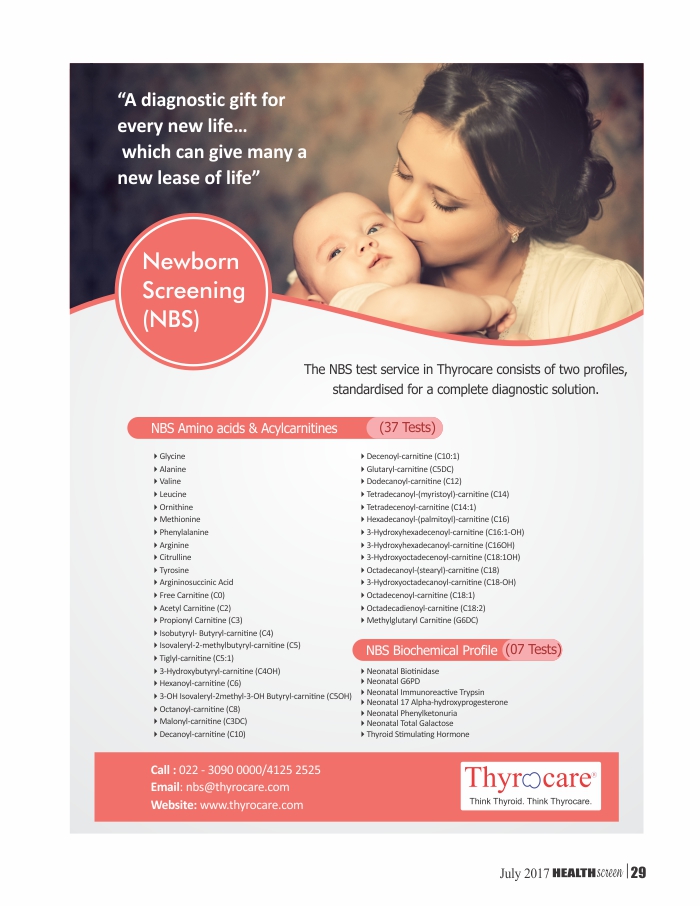 “A diagnostic gift for
every new life...
which can give many a
new lease of life”
Newborn
Screening
(NBS)
The NBS test service in Thyrocare consists of two profiles,
standardised for a complete diagnostic solution.
NBS Amino acids & Acylcarnitines (37 Tests)
Glycine
Alanine
Valine
Leucine
Ornithine
Methionine
Phenylalanine
Arginine
Citrulline
Tyrosine
Argininosuccinic Acid
Free Carnitine (C0)
Acetyl Carnitine (C2)
Propionyl Carnitine (C3)
Isobutyryl- Butyryl-carnitine (C4)
Isovaleryl-2-methylbutyryl-carnitine (C5)
Tiglyl-carnitine (C5:1)
3-Hydroxybutyryl-carnitine (C4OH)
Hexanoyl-carnitine (C6)
3-OH Isovaleryl-2methyl-3-OH Butyryl-carnitine (C5OH)
Octanoyl-carnitine (C8)
Malonyl-carnitine (C3DC)
Decanoyl-carnitine (C10)
Decenoyl-carnitine (C10:1)
Glutaryl-carnitine (C5DC)
Dodecanoyl-carnitine (C12)
Tetradecanoyl-(myristoyl)-carnitine (C14)
Tetradecenoyl-carnitine (C14:1)
Hexadecanoyl-(palmitoyl)-carnitine (C16)
3-Hydroxyhexadecenoyl-carnitine (C16:1-OH)
3-Hydroxyhexadecanoyl-carnitine (C16OH)
3-Hydroxyoctadecenoyl-carnitine (C18:1OH)
Octadecanoyl-(stearyl)-carnitine (C18)
3-Hydroxyoctadecanoyl-carnitine (C18-OH)
Octadecenoyl-carnitine (C18:1)
Octadecadienoyl-carnitine (C18:2)
Methylglutaryl Carnitine (G6DC)
NBS Biochemical Profile (07 Tests)
Neonatal Biotinidase
Neonatal G6PD
Neonatal Immunoreactive Trypsin
Neonatal 17 Alpha-hydroxyprogesterone
Neonatal Phenylketonuria
Neonatal Total Galactose
Thyroid Stimulating Hormone
Call : 022 - 3090 0000/4125 2525
Email: nbs@thyrocare.com
Website: www.thyrocare.com
Thyrocare®
Think Thyroid. Think Thyrocare.
July 2017 HEALTHscreen | 29